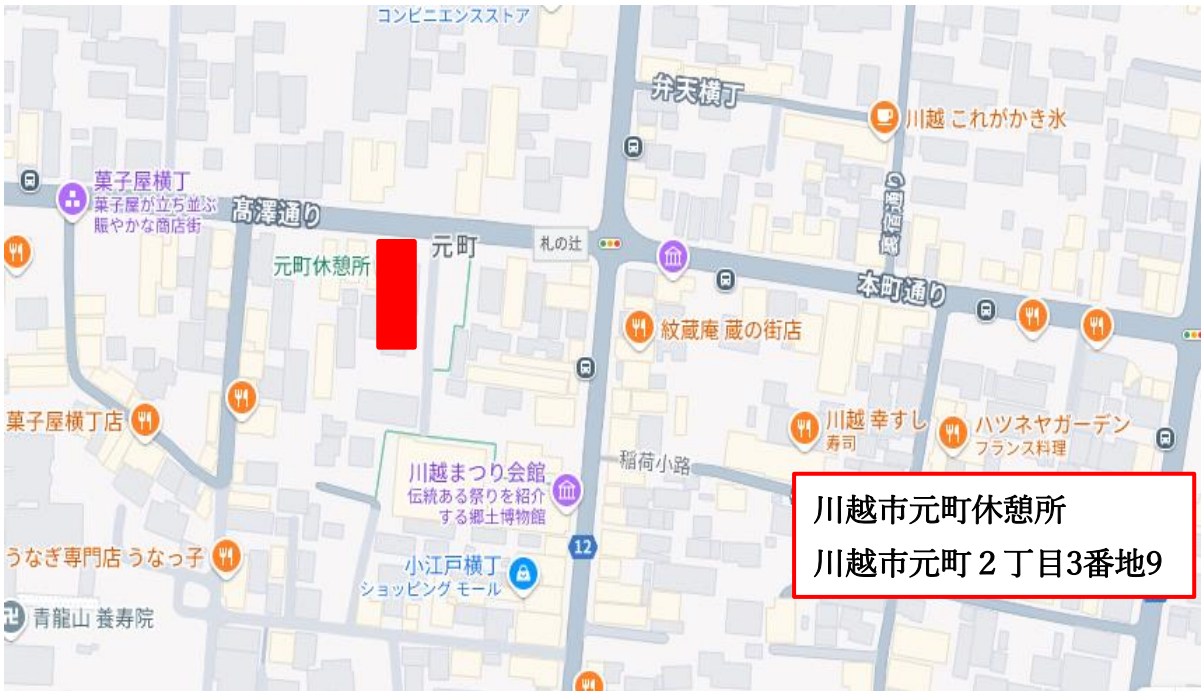 コンビニエンスストア
弁天横丁
川越 これがかき氷
菓子屋横丁
菓子屋が立ち並ぶ
賑やかな商店街
髙澤通り
裏宿通り
元町
札の辻
元町休憩所
本町通り
紋蔵庵 蔵の街店
菓子屋横丁店
川越 幸すし
寿司
ハツネヤガーデン
フランス料理
稲荷小路
川越まつり会館
伝統ある祭りを紹介
する郷土博物館
川越市元町休憩所
川越市元町２丁目3番地9
12
うなぎ専門店 うなっ子
小江戸横丁
ショッピング モール
青龍山 養寿院